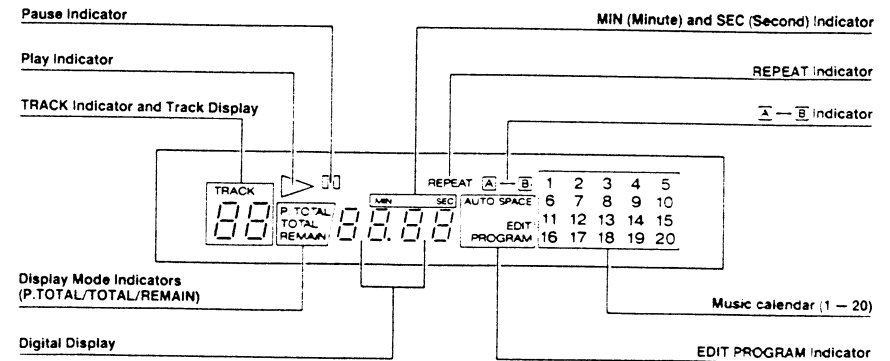 Pause Indicator
MIN (Minute) and SEC (Second) Indicator
Play Indicator
REPEAT Indicator
TRACK Indicator and Track Display
A — B Indicator
REPEAT A — B 1 2 3 4 5
TRACK MIN SEC AUTO SPACE 6 7 8 9 10
88 P.TOTAL 88.88 EDIT 11 12 13 14 15
TOTAL
REMAIN PROGRAM 16 17 18 19 20
Display Mode Indicators
(P.TOTAL/TOTAL/REMAIN)
Music calendar (1 — 20)
Digital Display
EDIT PROGRAM Indicator